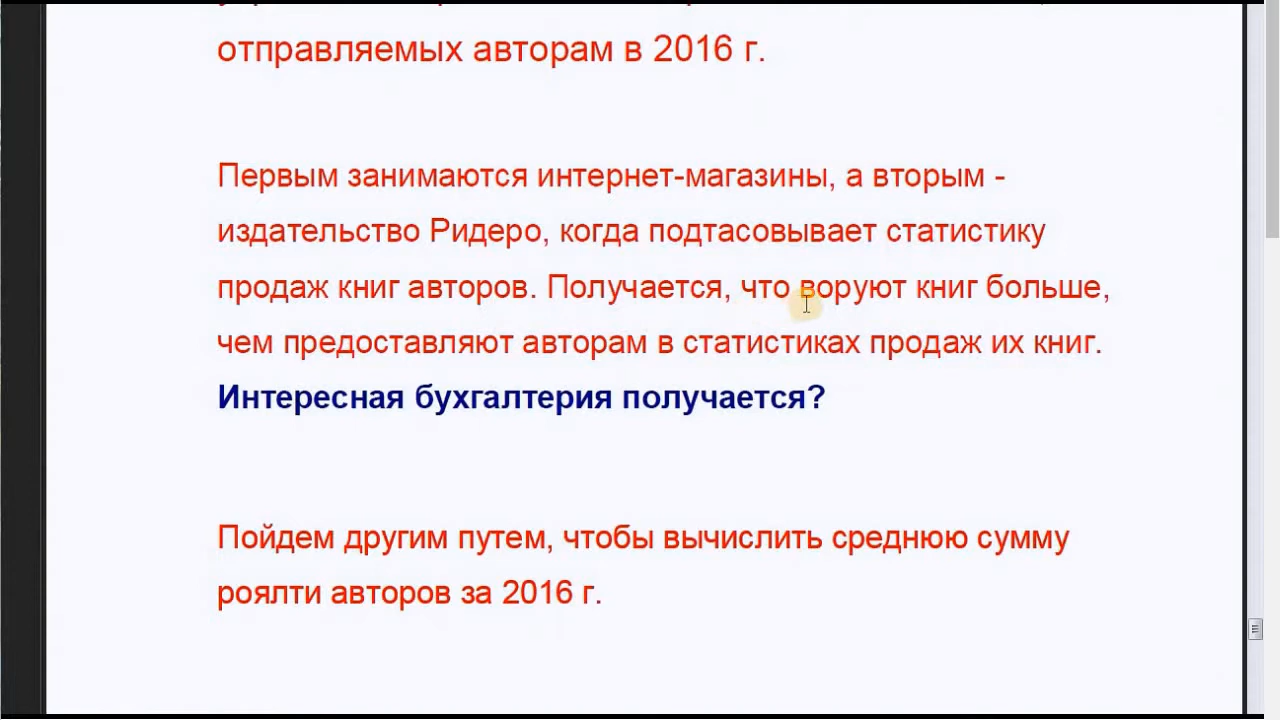 отправляемых авторам в 2016 г.
Первым занимаются интернет-магазины, а вторым -
издательство Ридеро, когда подтасовывает статистику
продаж книг авторов. Получается, что воруют книг больше,
чем предоставляют авторам в статистиках продаж их книг.
Интересная бухгалтерия получается?
Пойдем другим путем, чтобы вычислить среднюю сумму
роялти авторов за 2016 г.